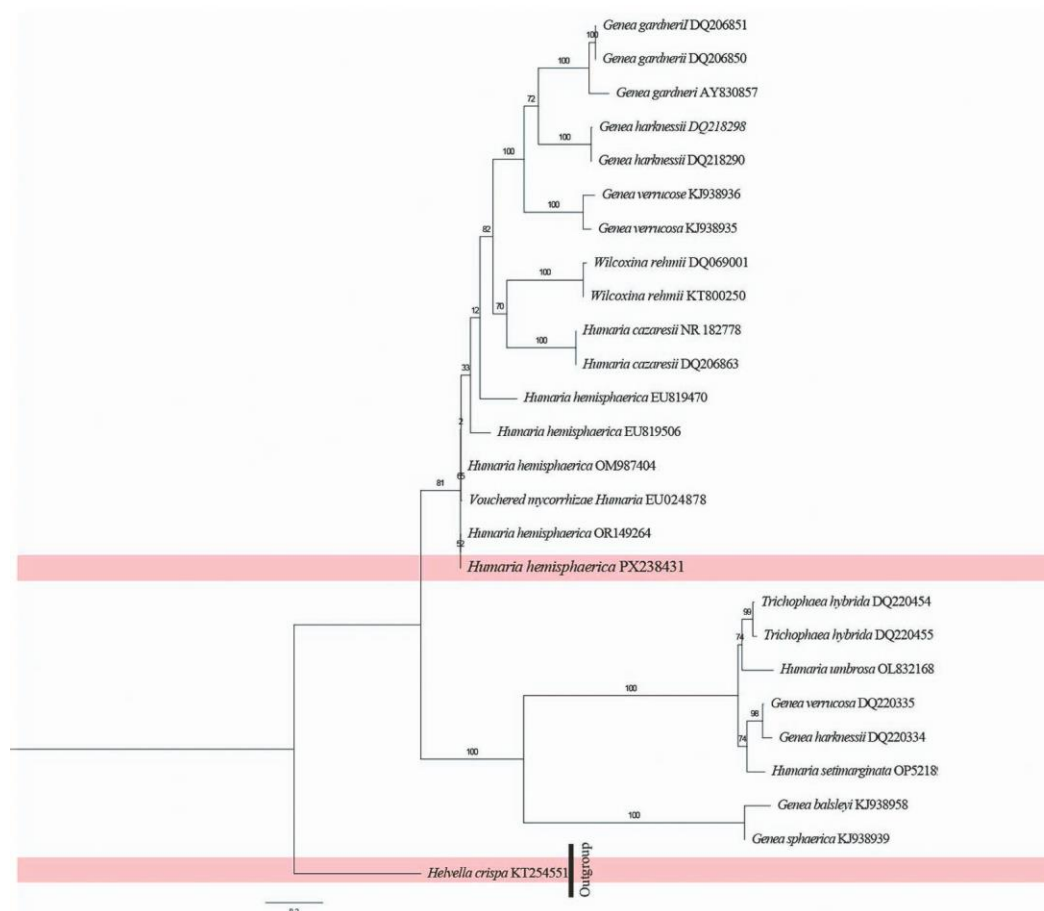 Genea gardneriI DQ206851
100
Genea gardnerii DQ206850
100
Genea gardneri AY830857
72
Genea harknessii DQ218298
100
Genea harknessii DQ218290
100
Genea verrucose KJ938936
100
Genea verrucosa KJ938935
82
Wilcoxina rehmii DQ069001
100
Wilcoxina rehmii KT800250
70
Humaria cazaresii NR 182778
12
100
Humaria cazaresii DQ206863
33
Humaria hemisphaerica EU819470
2
Humaria hemisphaerica EU819506
Humaria hemisphaerica OM987404
65
81
Vouchered mycorrhizae Humaria EU024878
Humaria hemisphaerica OR149264
52
Humaria hemisphaerica PX238431
Trichophaea hybrida DQ220454
99
Trichophaea hybrida DQ220455
74
Humaria umbrosa OL832168
100
Genea verrucosa DQ220335
98
Genea harknessii DQ220334
74
100
Humaria setimarginata OP5218
Genea balsleyi KJ938958
100
Genea sphaerica KJ938939
Helvella crispa KT254551
Outgroup